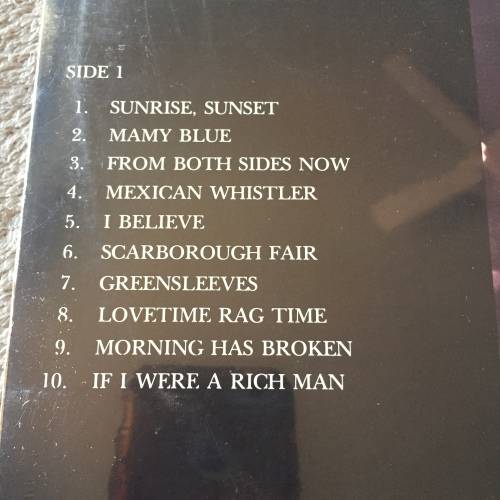 SIDE 1
1. SUNRISE, SUNSET
2. MAMY BLUE
3. FROM BOTH SIDES NOW
4. MEXICAN WHISTLER
5. I BELIEVE
6. SCARBOROUGH FAIR
7. GREENSLEEVES
8. LOVETIME RAG TIME
9. MORNING HAS BROKEN
10. IF I WERE A RICH MAN